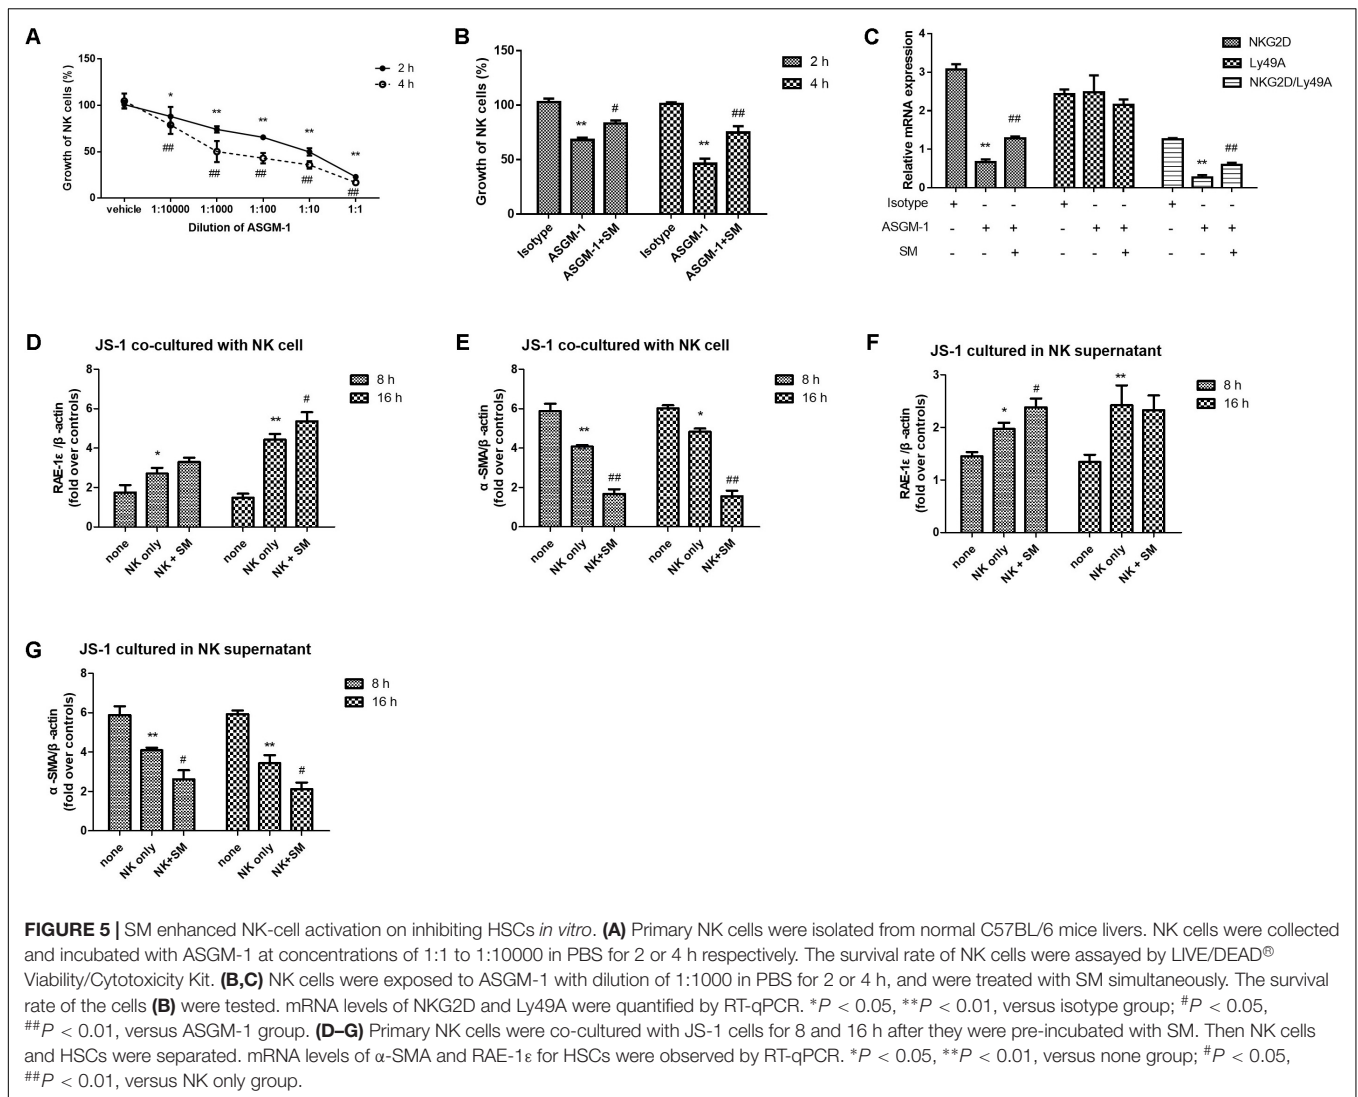 A
Growth of NK cells (%)
150
100
50
0
2 h
4 h
* ** ** ** **
## ## ## ## ##
vehicle 1:10000 1:1000 1:100 1:10 1:1
Dilution of ASGM-1
B
Growth of NK cells (%)
150
100
50
0
2 h
4 h
** # ** ##
Isotype ASGM-1 ASGM-1+SM Isotype ASGM-1 ASGM-1+SM
C
Relative mRNA expression
4
3
2
1
0
NKG2D
Ly49A
NKG2D/Ly49A
** ## ** ##
Isotype + - - + - - + - -
ASGM-1 - + + - + + - + +
SM - - + - - + - - +
D
JS-1 co-cultured with NK cell
RAE-1ε /β -actin
(fold over controls)
8
6
4
2
0
8 h
16 h
* ** #
none NK only NK + SM none NK only NK + SM
E
JS-1 co-cultured with NK cell
α -SMA/β -actin
(fold over controls)
8
6
4
2
0
8 h
16 h
** ## * ##
none NK only NK+SM none NK only NK+SM
F
JS-1 cultured in NK supernatant
RAE-1ε /β -actin
(fold over controls)
3
2
1
0
8 h
16 h
* # **
none NK only NK + SM none NK only NK + SM
G
JS-1 cultured in NK supernatant
α -SMA/β -actin
(fold over controls)
8
6
4
2
0
8 h
16 h
** # ** #
none NK only NK+SM none NK only NK+SM
FIGURE 5 | SM enhanced NK-cell activation on inhibiting HSCs in vitro. (A) Primary NK cells were isolated from normal C57BL/6 mice livers. NK cells were collected
and incubated with ASGM-1 at concentrations of 1:1 to 1:10000 in PBS for 2 or 4 h respectively. The survival rate of NK cells were assayed by LIVE/DEAD®
Viability/Cytotoxicity Kit. (B,C) NK cells were exposed to ASGM-1 with dilution of 1:1000 in PBS for 2 or 4 h, and were treated with SM simultaneously. The survival
rate of the cells (B) were tested. mRNA levels of NKG2D and Ly49A were quantified by RT-qPCR. *P < 0.05, **P < 0.01, versus isotype group; #P < 0.05,
##P < 0.01, versus ASGM-1 group. (D–G) Primary NK cells were co-cultured with JS-1 cells for 8 and 16 h after they were pre-incubated with SM. Then NK cells
and HSCs were separated. mRNA levels of α-SMA and RAE-1ε for HSCs were observed by RT-qPCR. *P < 0.05, **P < 0.01, versus none group; #P < 0.05,
##P < 0.01, versus NK only group.